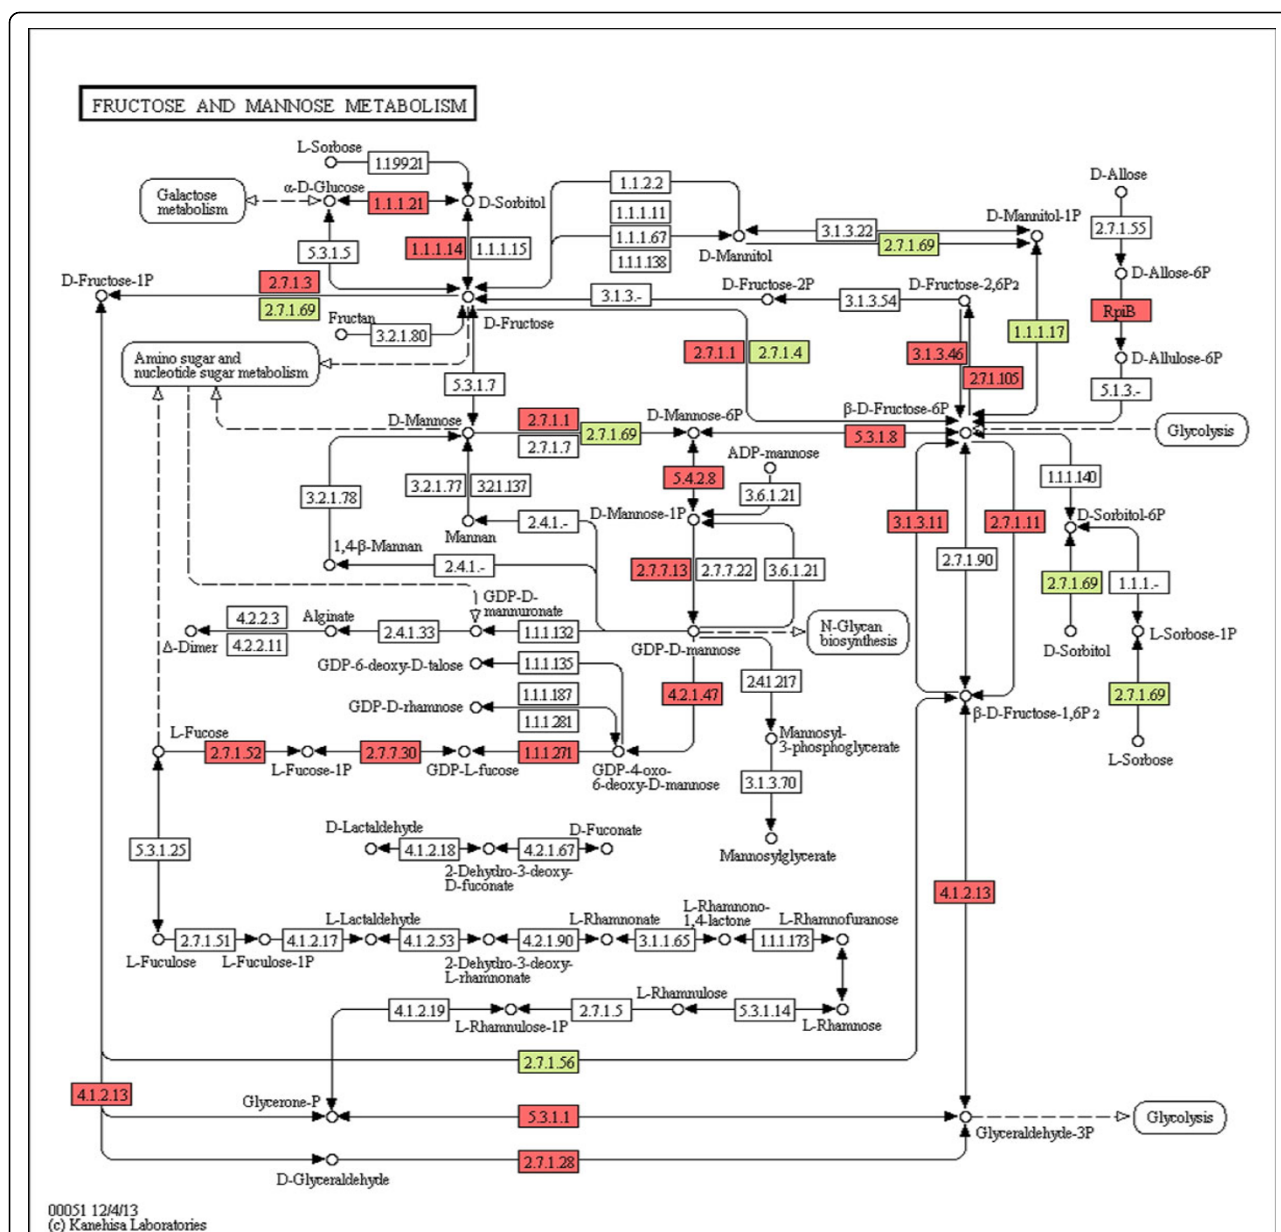 FRUCTOSE AND MANNOSE METABOLISM
L-Sorbose
1.1.99.21
α-D-Glucose
1.1.1.21
D-Sorbitol
Galactose
metabolism
5.3.1.5
1.1.1.14
1.1.1.15
1.1.2.2
1.1.1.11
1.1.1.67
1.1.1.138
D-Mannitol
3.1.3.22
2.7.1.69
D-Mannitol-1P
D-Allose
2.7.1.55
D-Allose-6P
RpiB
D-Allulose-6P
5.1.3.-
D-Fructose-1P
2.7.1.3
2.7.1.69
Fructan
3.2.1.80
D-Fructose
3.1.3.-
D-Fructose-2P
3.1.3.54
D-Fructose-2,6P2
1.1.1.17
Amino sugar and
nucleotide sugar metabolism
5.3.1.7
2.7.1.1
2.7.1.4
3.1.3.46
2.7.1.105
D-Mannose
2.7.1.1
2.7.1.7
2.7.1.69
D-Mannose-6P
5.3.1.8
β-D-Fructose-6P
Glycolysis
3.2.1.78
3.2.1.77
3.2.1.137
5.4.2.8
ADP-mannose
3.6.1.21
1.1.1.140
Mannan
2.4.1.-
D-Mannose-1P
3.1.3.11
2.7.1.11
D-Sorbitol-6P
1,4-β-Mannan
2.4.1.-
2.7.7.13
2.7.7.22
3.6.1.21
2.7.1.90
2.7.1.69
1.1.1.-
GDP-D-
mannuronate
4.2.2.3
4.2.2.11
Δ-Dimer
Alginate
2.4.1.33
1.1.1.132
GDP-D-mannose
N-Glycan
biosynthesis
D-Sorbitol
L-Sorbose-1P
GDP-6-deoxy-D-talose
1.1.1.135
4.2.1.47
2.4.1.217
2.7.1.69
GDP-D-rhamnose
1.1.1.187
1.1.1.281
β-D-Fructose-1,6P2
L-Sorbose
L-Fucose
2.7.1.52
L-Fucose-1P
2.7.7.30
GDP-L-fucose
1.1.1.271
GDP-4-oxo-
6-deoxy-D-mannose
Mannosyl-
3-phosphoglycerate
3.1.3.70
Mannosylglycerate
5.3.1.25
D-Lactaldehyde
4.1.2.18
2-Dehydro-3-deoxy-
D-fuconate
4.2.1.67
D-Fuconate
4.1.2.13
L-Fuculose
2.7.1.51
L-Fuculose-1P
4.1.2.17
L-Lactaldehyde
4.1.2.53
2-Dehydro-3-deoxy-
L-rhamnonate
4.2.1.90
L-Rhamnonate
3.1.1.65
L-Rhamnono-
1,4-lactone
1.1.1.173
L-Rhamnofuranose
4.1.2.19
L-Rhamnulose-1P
2.7.1.5
L-Rhamnulose
5.3.1.14
L-Rhamnose
2.7.1.56
4.1.2.13
Glycerone-P
5.3.1.1
Glyceraldehyde-3P
Glycolysis
D-Glyceraldehyde
2.7.1.28
00051 12/4/13
(c) Kanehisa Laboratories